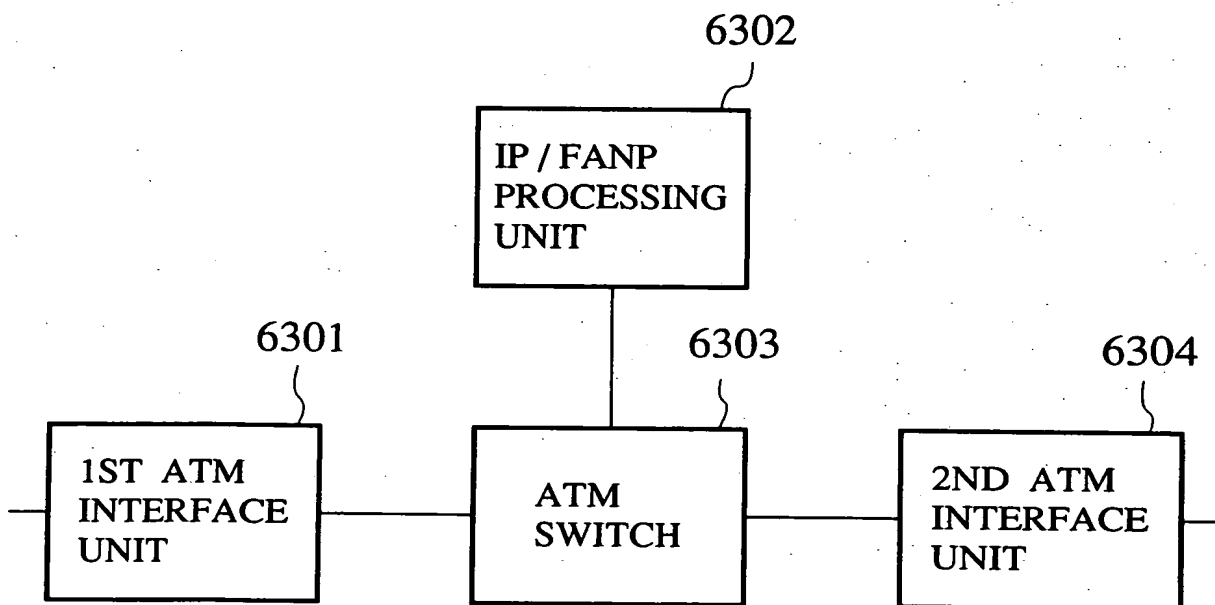 6302
IP / FANP
PROCESSING
UNIT
6301
6303
6304
1ST ATM
INTERFACE
UNIT
ATM
SWITCH
2ND ATM
INTERFACE
UNIT